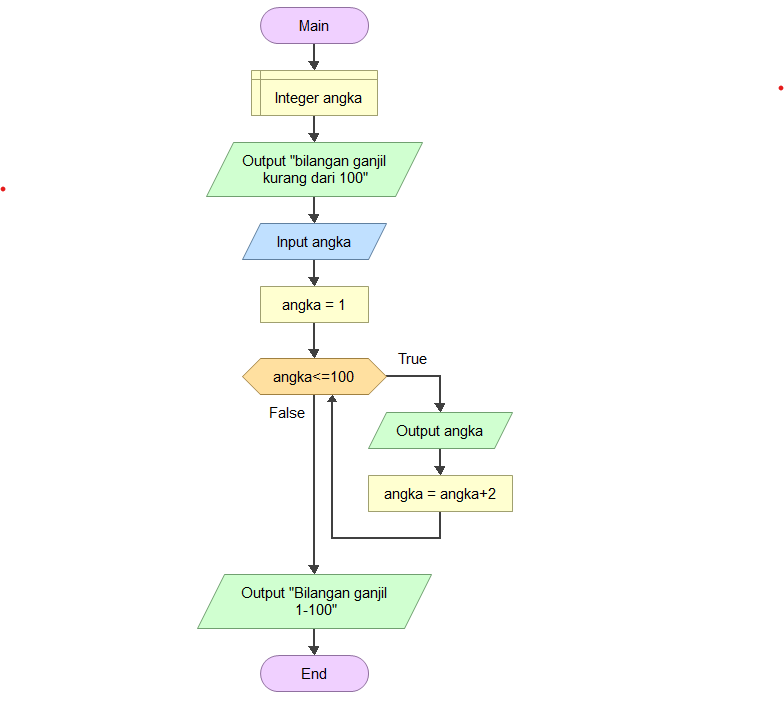 Main
Integer angka
Output "bilangan ganjil
kurang dari 100"
Input angka
angka = 1
angka<=100
True
False
Output angka
angka = angka+2
Output "Bilangan ganjil
1-100"
End